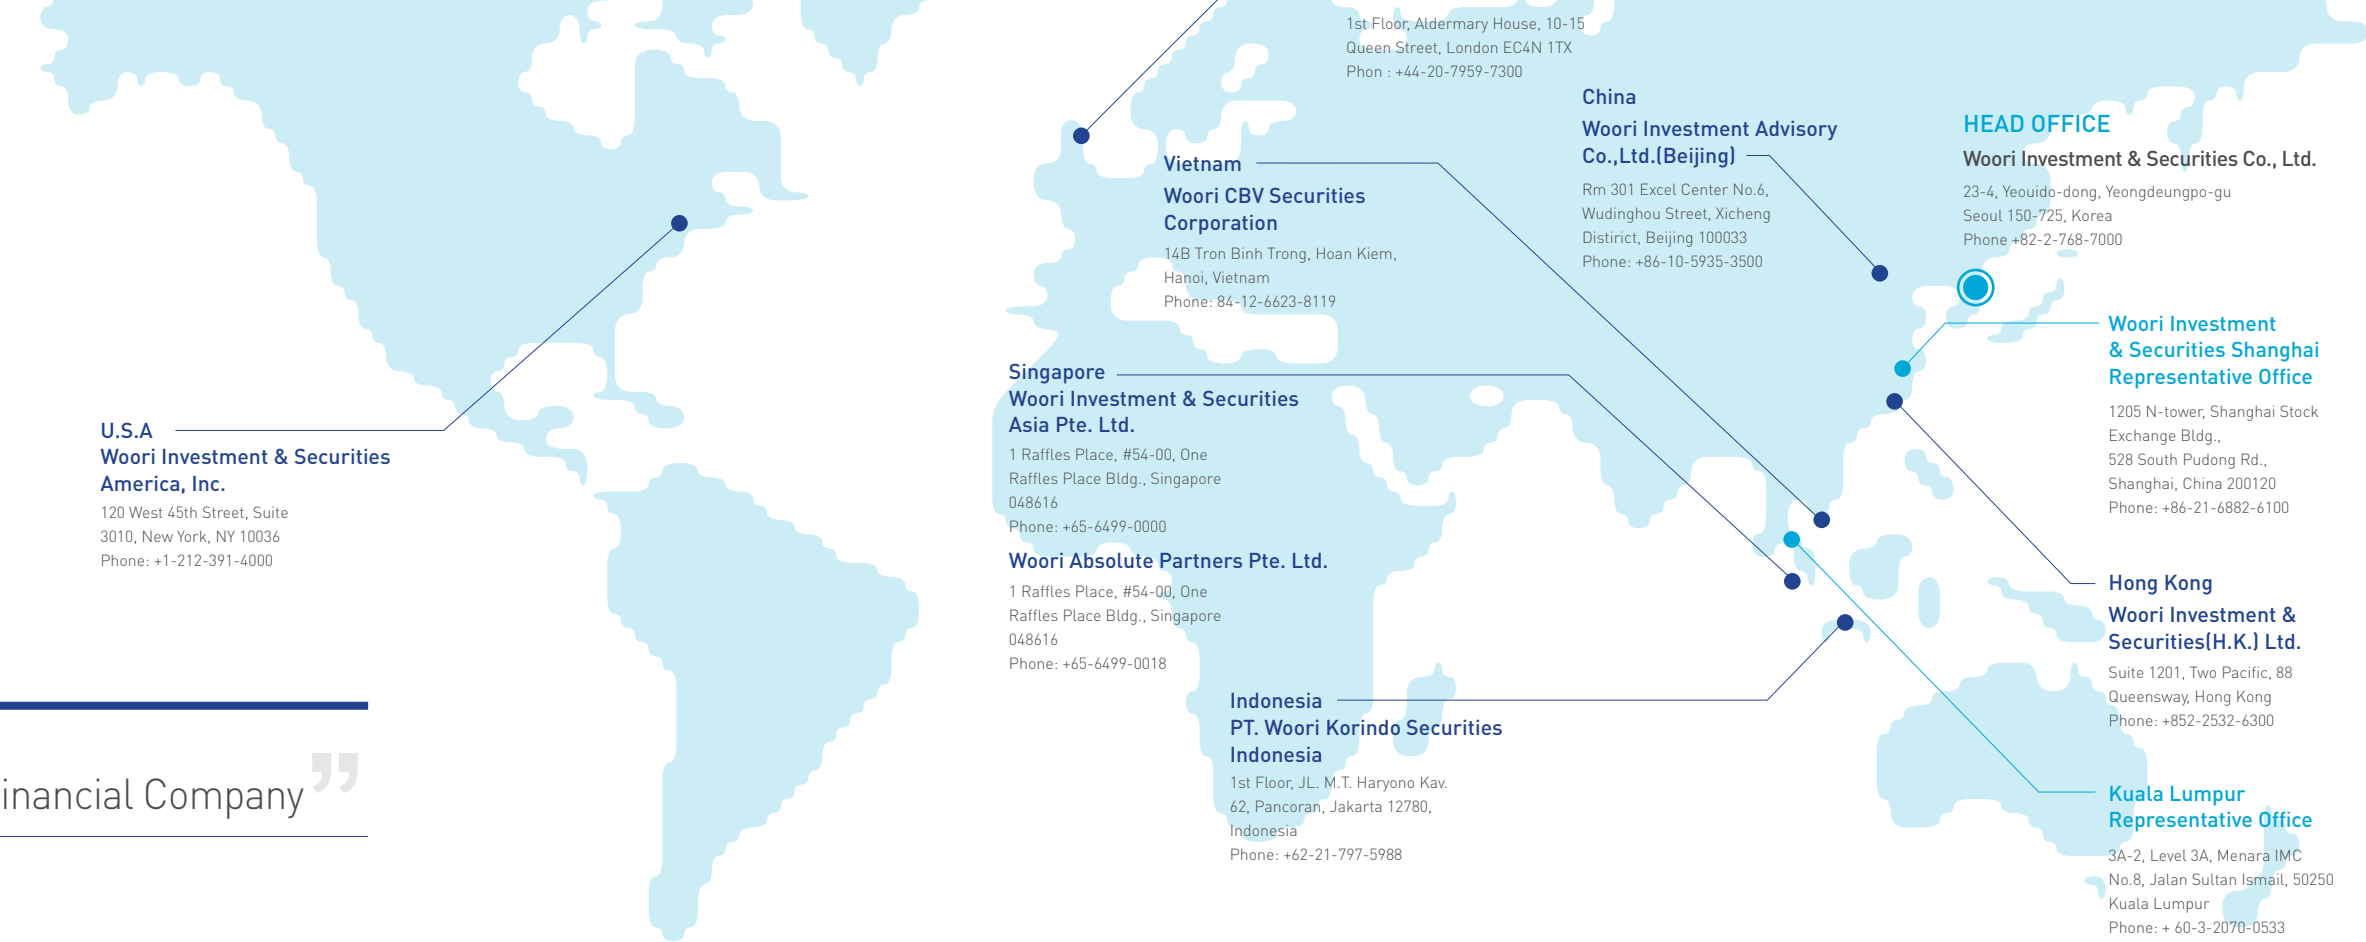 1st Floor, Aldermary House, 10-15
Queen Street, London EC4N 1TX
Phon : +44-20-7959-7300
China
Woori Investment Advisory
Co.,Ltd.(Beijing)
Rm 301 Excel Center No.6,
Wudinghou Street, Xicheng
Distirict, Beijing 100033
Phone: +86-10-5935-3500
HEAD OFFICE
Woori Investment & Securities Co., Ltd.
23-4, Yeouido-dong, Yeongdeungpo-gu
Seoul 150-725, Korea
Phone +82-2-768-7000
Vietnam
Woori CBV Securities
Corporation
14B Tron Binh Trong, Hoan Kiem,
Hanoi, Vietnam
Phone: 84-12-6623-8119
Woori Investment
& Securities Shanghai
Representative Office
1205 N-tower, Shanghai Stock
Exchange Bldg.,
528 South Pudong Rd.,
Shanghai, China 200120
Phone: +86-21-6882-6100
Singapore
Woori Investment & Securities
Asia Pte. Ltd.
1 Raffles Place, #54-00, One
Raffles Place Bldg., Singapore
048616
Phone: +65-6499-0000
Woori Absolute Partners Pte. Ltd.
1 Raffles Place, #54-00, One
Raffles Place Bldg., Singapore
048616
Phone: +65-6499-0018
U.S.A
Woori Investment & Securities
America, Inc.
120 West 45th Street, Suite
3010, New York, NY 10036
Phone: +1-212-391-4000
Hong Kong
Woori Investment &
Securities(H.K.) Ltd.
Suite 1201, Two Pacific, 88
Queensway, Hong Kong
Phone: +852-2532-6300
Indonesia
PT. Woori Korindo Securities
Indonesia
1st Floor, JL. M.T. Haryono Kav.
62, Pancoran, Jakarta 12780,
Indonesia
Phone: +62-21-797-5988
inancial Company ”
Kuala Lumpur
Representative Office
3A-2, Level 3A, Menara IMC
No.8, Jalan Sultan Ismail, 50250
Kuala Lumpur
Phone: + 60-3-2070-0533